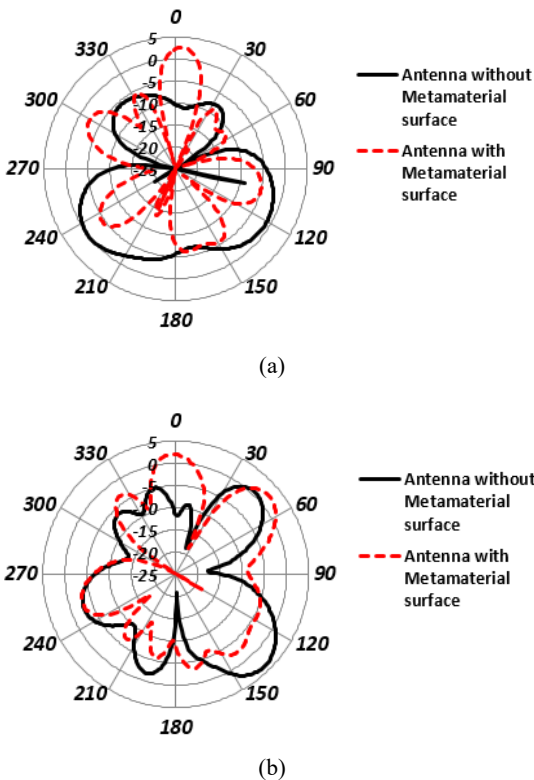 0
30
60
90
120
150
180
210
240
270
300
330
5
0
-5
-10
-15
-20
-25
Antenna without
Metamaterial
surface
Antenna with
Metamaterial
surface
(a)
0
30
60
90
120
150
180
210
240
270
300
330
5
0
-5
-10
-15
-20
-25
Antenna without
Metamaterial
surface
Antenna with
Metamaterial
surface
(b)